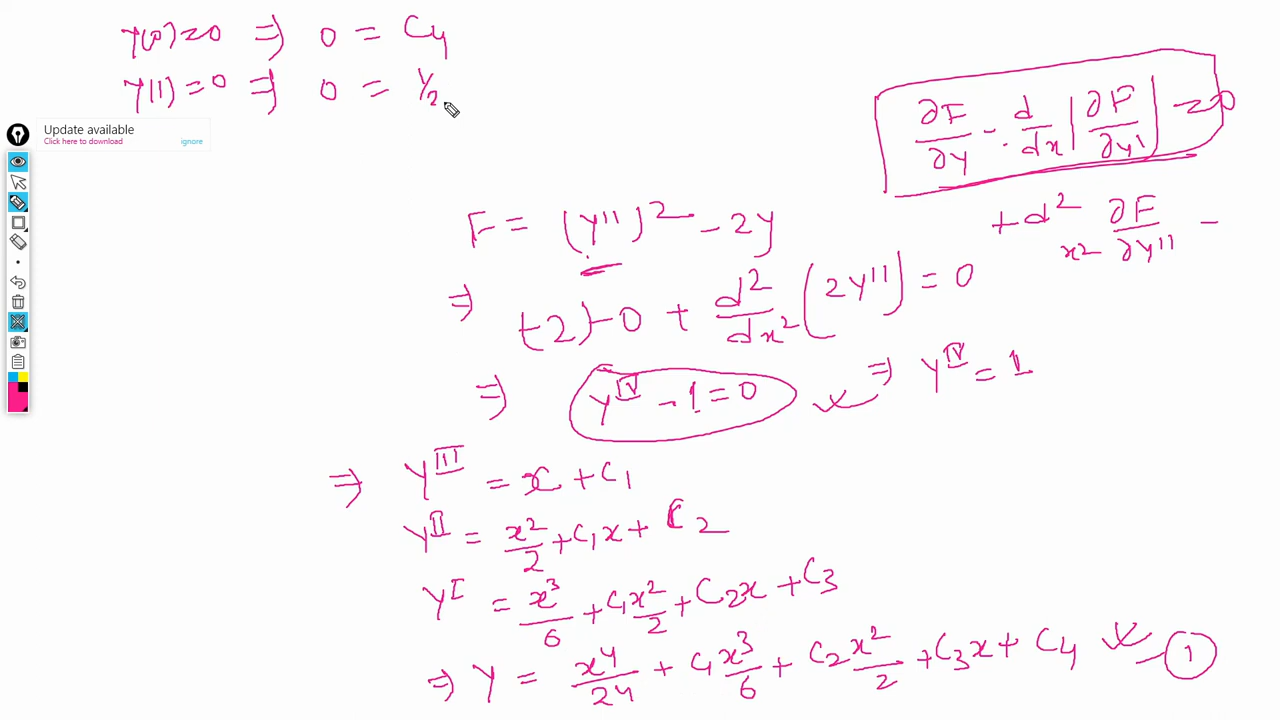 y(0)=0 ⇒ 0 = C4
y(1)=0 ⇒ 0 = 1/2
Update available
Click here to download ignore
∂F/∂y - d/dx |∂F/∂y'| = 0
+ d²/x² ∂F/∂y'' -
F = (y'')² - 2y
⇒ (-2) - 0 + d²/dx² (2y'') = 0
⇒ y^IV - 1 = 0 ⇒ y^IV = 1
⇒ y^III = x + C1
y^II = x²/2 + C1x + C2
y^I = x³/6 + C1x²/2 + C2x + C3
⇒ y = x⁴/24 + C1x³/6 + C2x²/2 + C3x + C4 ①